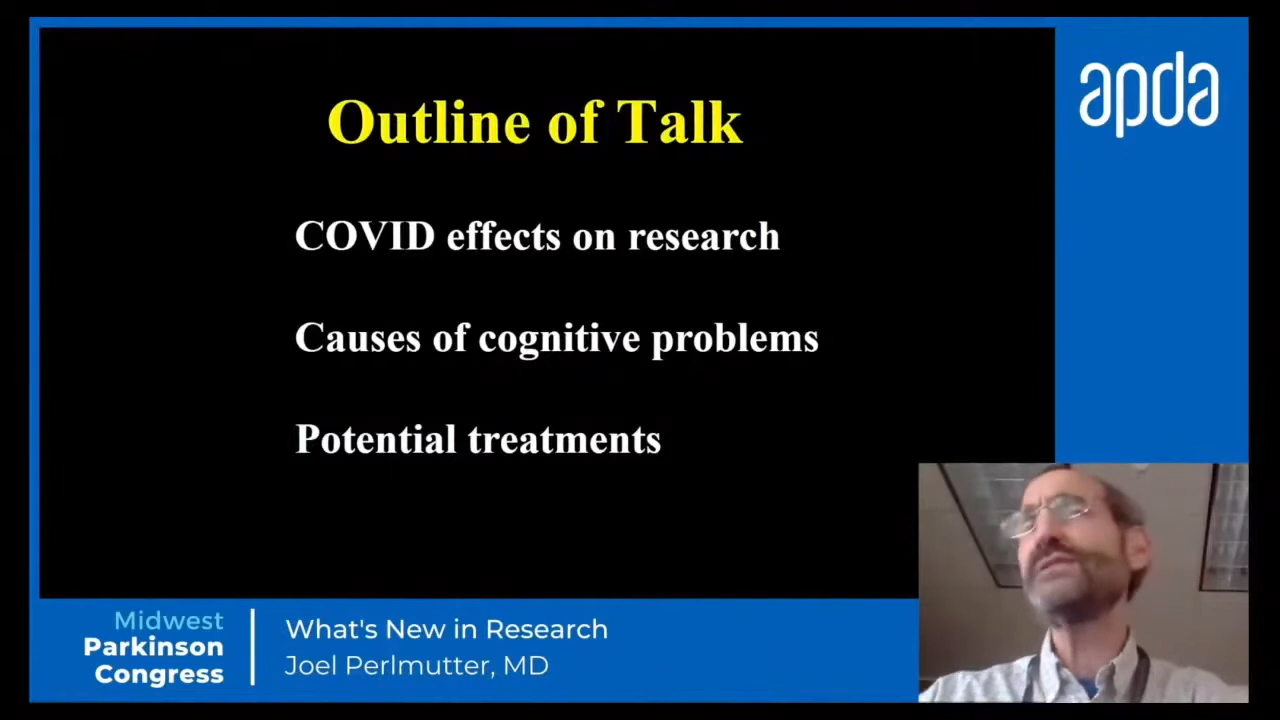 Outline of Talk
COVID effects on research
Causes of cognitive problems
Potential treatments
apda
Midwest
Parkinson
Congress
What's New in Research
Joel Perlmutter, MD